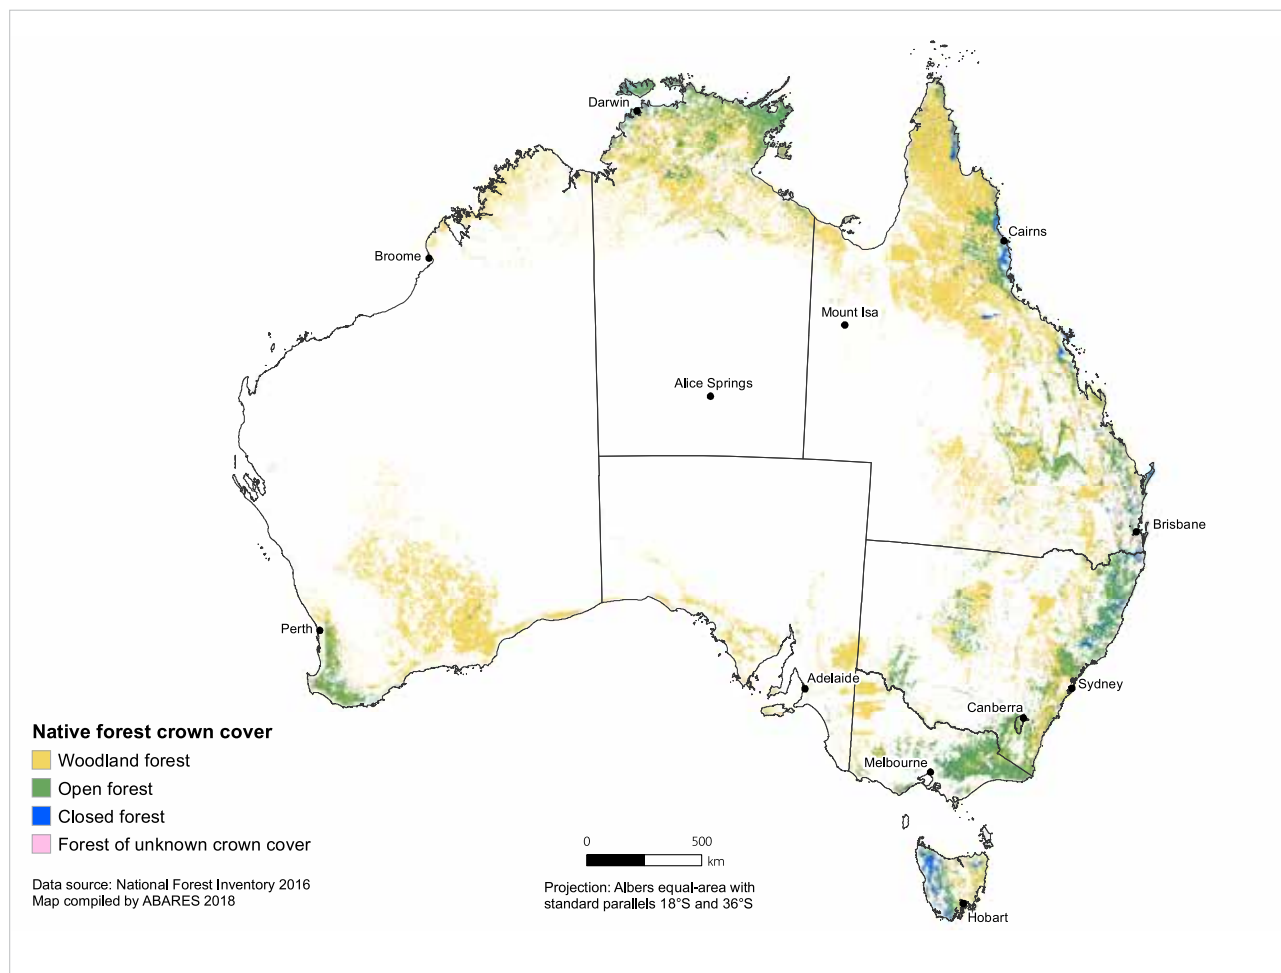 Darwin
Cairns
Broome
Mount Isa
Alice Springs
Brisbane
Perth
Adelaide
Sydney
Canberra
Melbourne
Hobart
Native forest crown cover
Woodland forest
Open forest
Closed forest
Forest of unknown crown cover
Data source: National Forest Inventory 2016
Map compiled by ABARES 2018
0 500
km
Projection: Albers equal-area with
standard parallels 18°S and 36°S